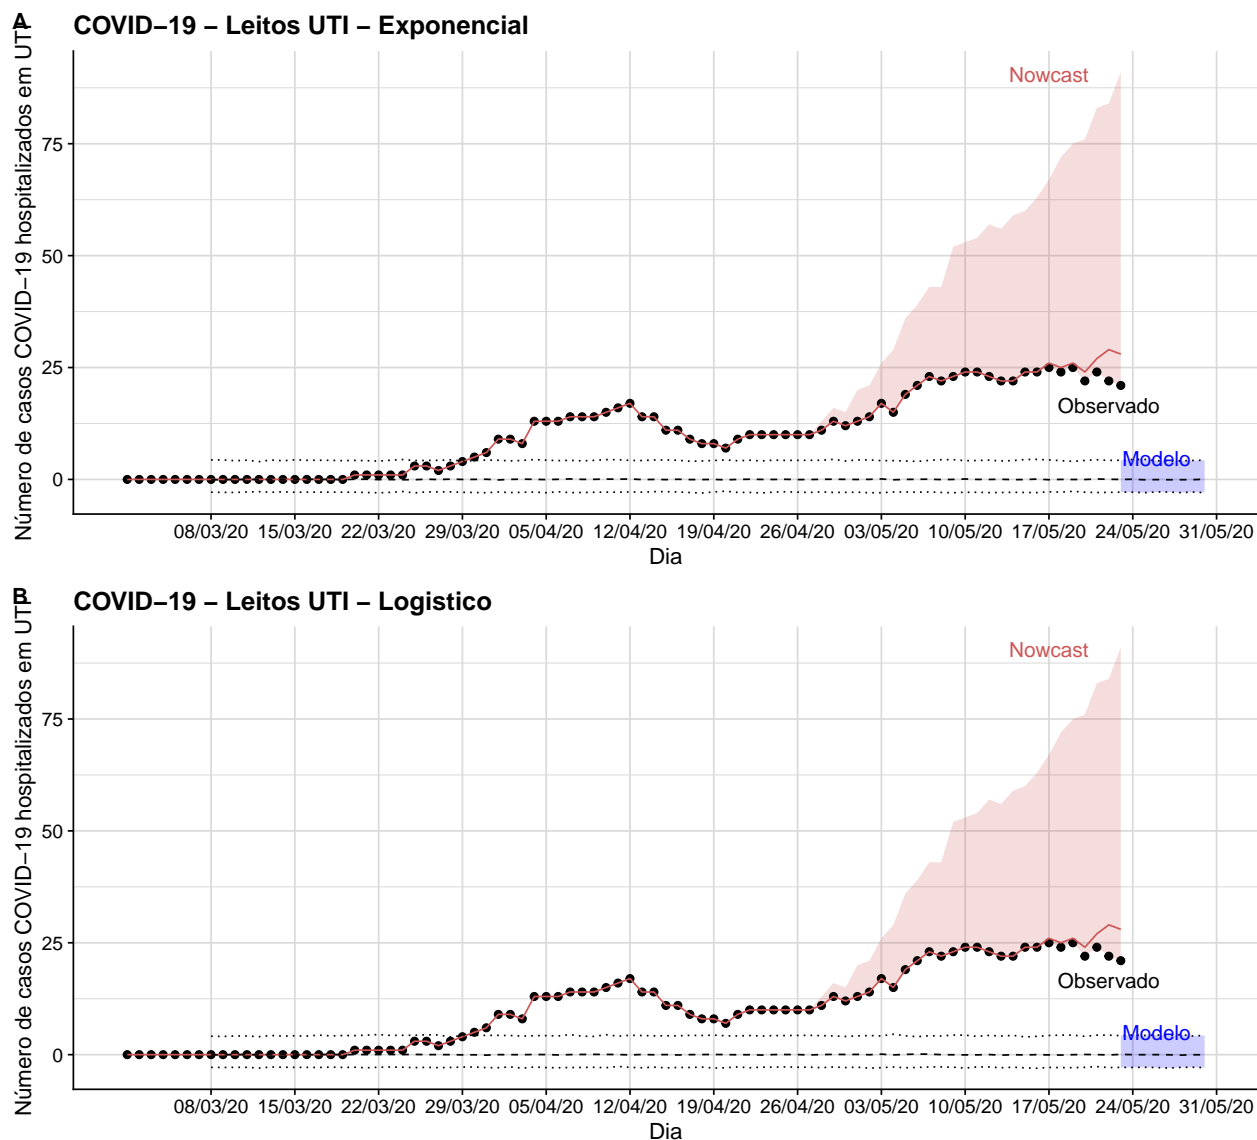 A
COVID−19 − Leitos UTI − Exponencial
Número de casos COVID−19 hospitalizados em UTI
75
50
25
0
Nowcast
Observado
Modelo
08/03/20 15/03/20 22/03/20 29/03/20 05/04/20 12/04/20 19/04/20 26/04/20 03/05/20 10/05/20 17/05/20 24/05/20 31/05/20
Dia
B
COVID−19 − Leitos UTI − Logistico
Número de casos COVID−19 hospitalizados em UTI
75
50
25
0
Nowcast
Observado
Modelo
08/03/20 15/03/20 22/03/20 29/03/20 05/04/20 12/04/20 19/04/20 26/04/20 03/05/20 10/05/20 17/05/20 24/05/20 31/05/20
Dia